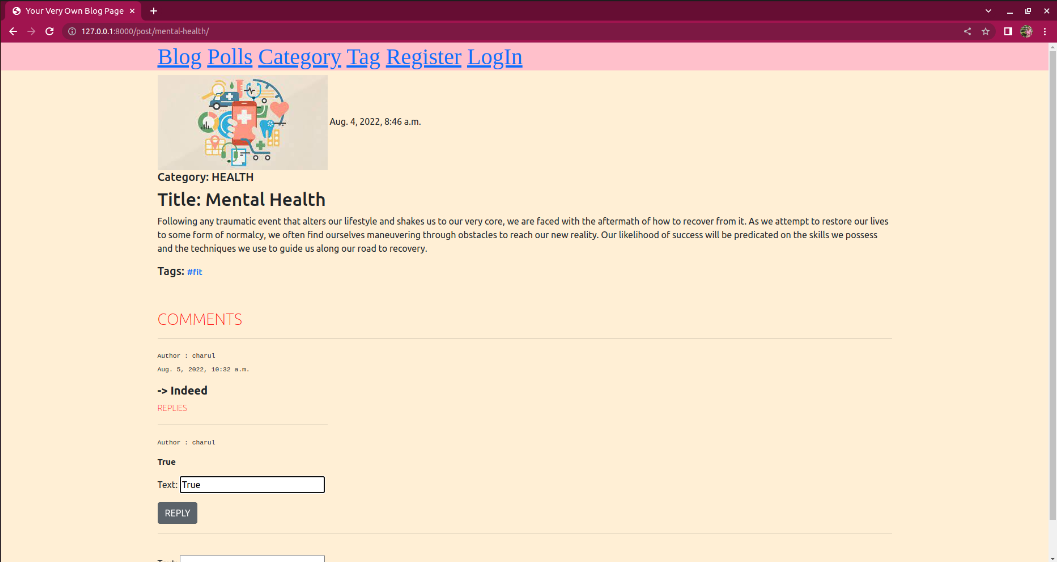 Your Very Own Blog Page
127.0.0.1:8000/post/mental-health/
Blog Polls Category Tag Register LogIn
Aug. 4, 2022, 8:46 a.m.
Category: HEALTH
Title: Mental Health
Following any traumatic event that alters our lifestyle and shakes us to our very core, we are faced with the aftermath of how to recover from it. As we attempt to restore our lives
to some form of normalcy, we often find ourselves maneuvering through obstacles to reach our new reality. Our likelihood of success will be predicated on the skills we possess
and the techniques we use to guide us along our road to recovery.
Tags: #fit
COMMENTS
Author : charul
Aug. 5, 2022, 10:32 a.m.
-> Indeed
REPLIES
Author : charul
True
Text: True
REPLY